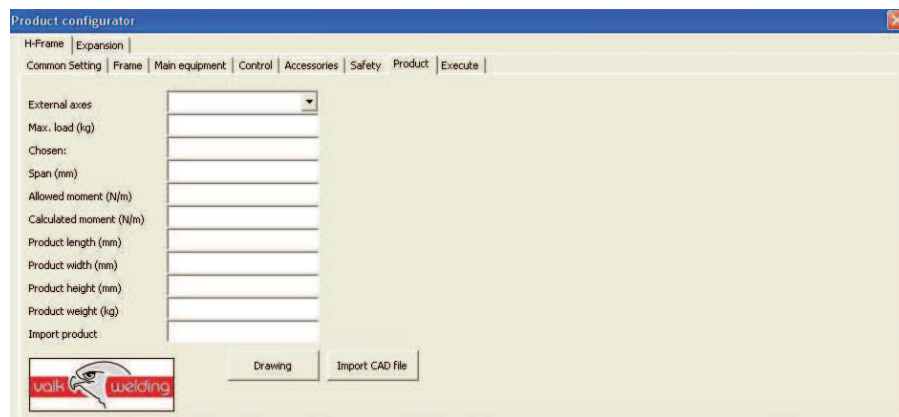 Product configurator
H-Frame Expansion
Common Setting Frame Main equipment Control Accessories Safety Product Execute
External axes
Max. load (kg)
Chosen:
Span (mm)
Allowed moment (N/m)
Calculated moment (N/m)
Product length (mm)
Product width (mm)
Product height (mm)
Product weight (kg)
Import product
Drawing Import CAD file
valk welding